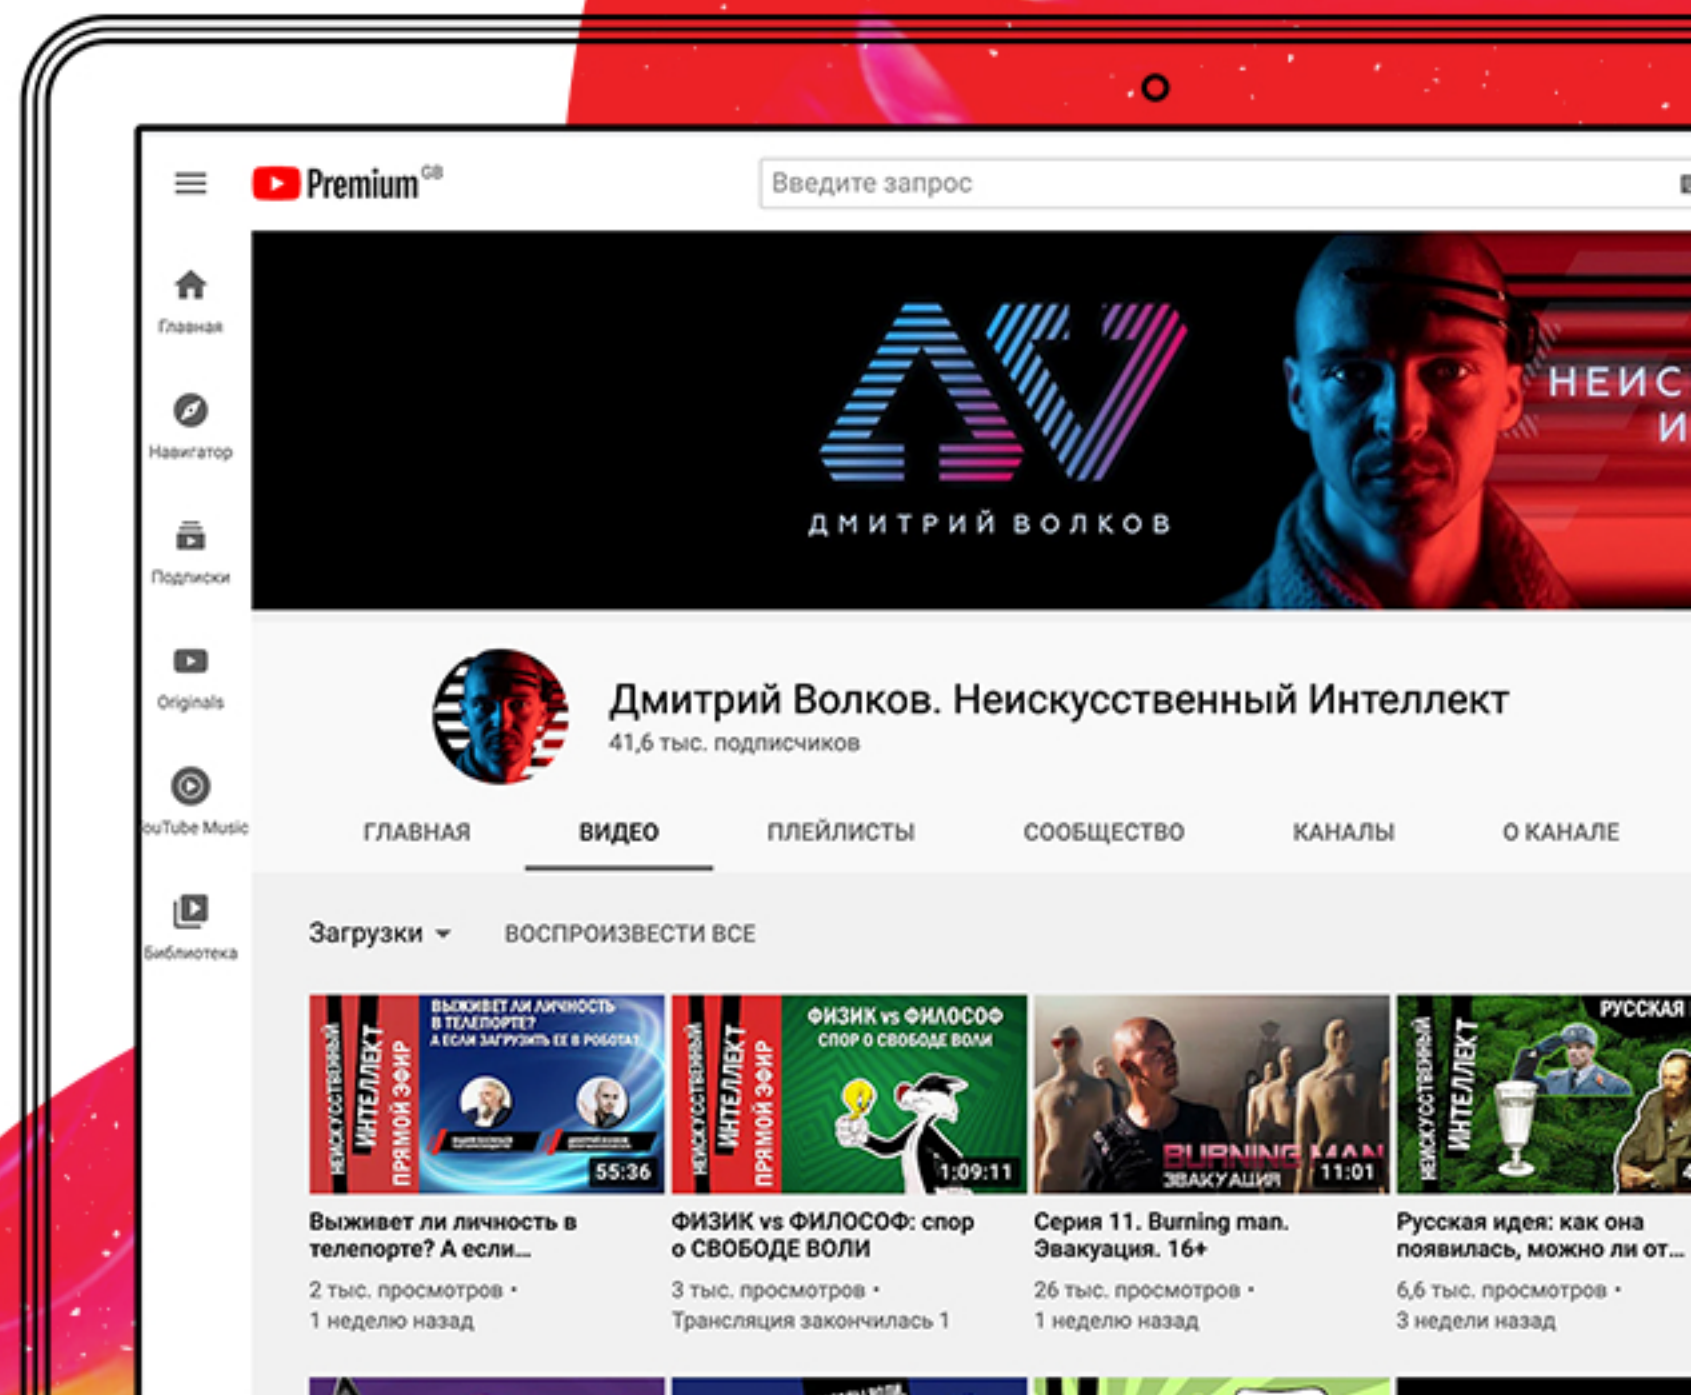 Premium GB
Введите запрос
Главная
Навигатор
Подписки
Originals
ouTube Music
Библиотека
ДМИТРИЙ ВОЛКОВ
НЕИС
И
Дмитрий Волков. Неискусственный Интеллект
41,6 тыс. подписчиков
ГЛАВНАЯ ВИДЕО ПЛЕЙЛИСТЫ СООБЩЕСТВО КАНАЛЫ О КАНАЛЕ
Загрузки ВОСПРОИЗВЕСТИ ВСЕ
НЕИСКУССТВЕННЫЙ
ИНТЕЛЛЕКТ
ПРЯМОЙ ЭФИР
ВЫЖИВЕТ ЛИ ЛИЧНОСТЬ
В ТЕЛЕПОРТЕ?
А ЕСЛИ ЗАГРУЗИТЬ ЕЕ В РОБОТА?
55:36
Выживет ли личность в
телепорте? А если...
2 тыс. просмотров •
1 неделю назад
НЕИСКУССТВЕННЫЙ
ИНТЕЛЛЕКТ
ПРЯМОЙ ЭФИР
ФИЗИК vs ФИЛОСОФ
СПОР О СВОБОДЕ ВОЛИ
1:09:11
ФИЗИК vs ФИЛОСОФ: спор
о СВОБОДЕ ВОЛИ
3 тыс. просмотров •
Трансляция закончилась 1
BURNING MAN
ЭВАКУАЦИЯ
11:01
Серия 11. Burning man.
Эвакуация. 16+
26 тыс. просмотров •
1 неделю назад
НЕИСКУССТВЕННЫЙ
ИНТЕЛЛЕКТ
РУССКАЯ
4
Русская идея: как она
появилась, можно ли от...
6,6 тыс. просмотров •
3 недели назад